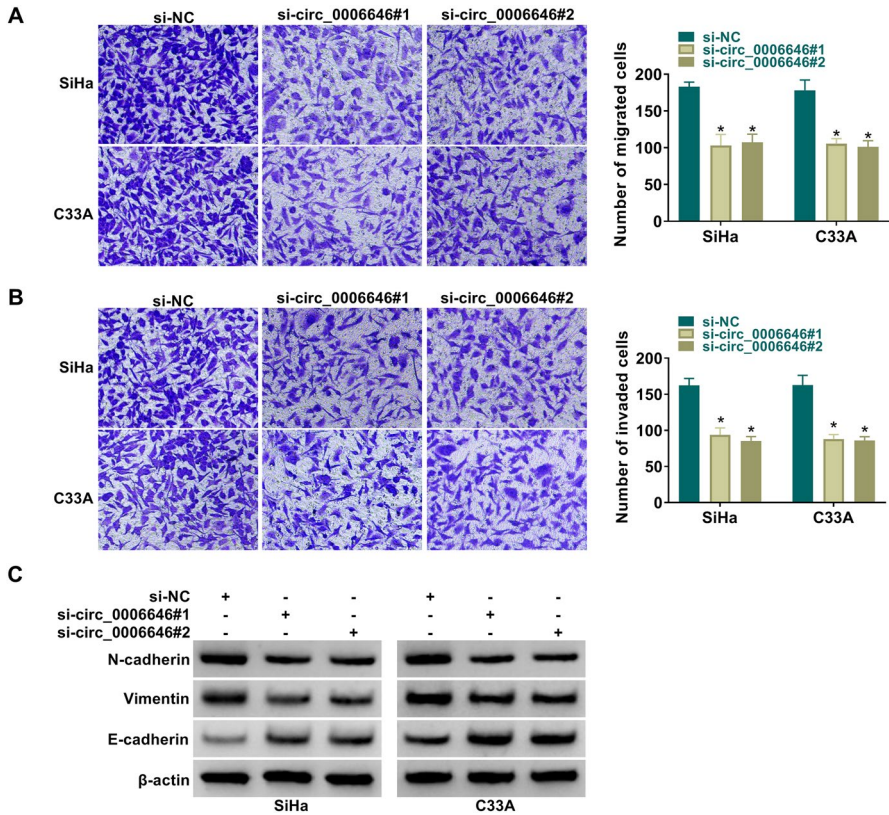 A
si-NC si-circ_0006646#1 si-circ_0006646#2
SiHa
C33A
si-NC
si-circ_0006646#1
si-circ_0006646#2
Number of migrated cells
200
150
100
50
0
* * * *
SiHa C33A
B
si-NC si-circ_0006646#1 si-circ_0006646#2
SiHa
C33A
si-NC
si-circ_0006646#1
si-circ_0006646#2
Number of invaded cells
200
150
100
50
0
* * * *
SiHa C33A
C
si-NC + - - + - -
si-circ_0006646#1 - + - - + -
si-circ_0006646#2 - - + - - +
N-cadherin
Vimentin
E-cadherin
β-actin
SiHa C33A